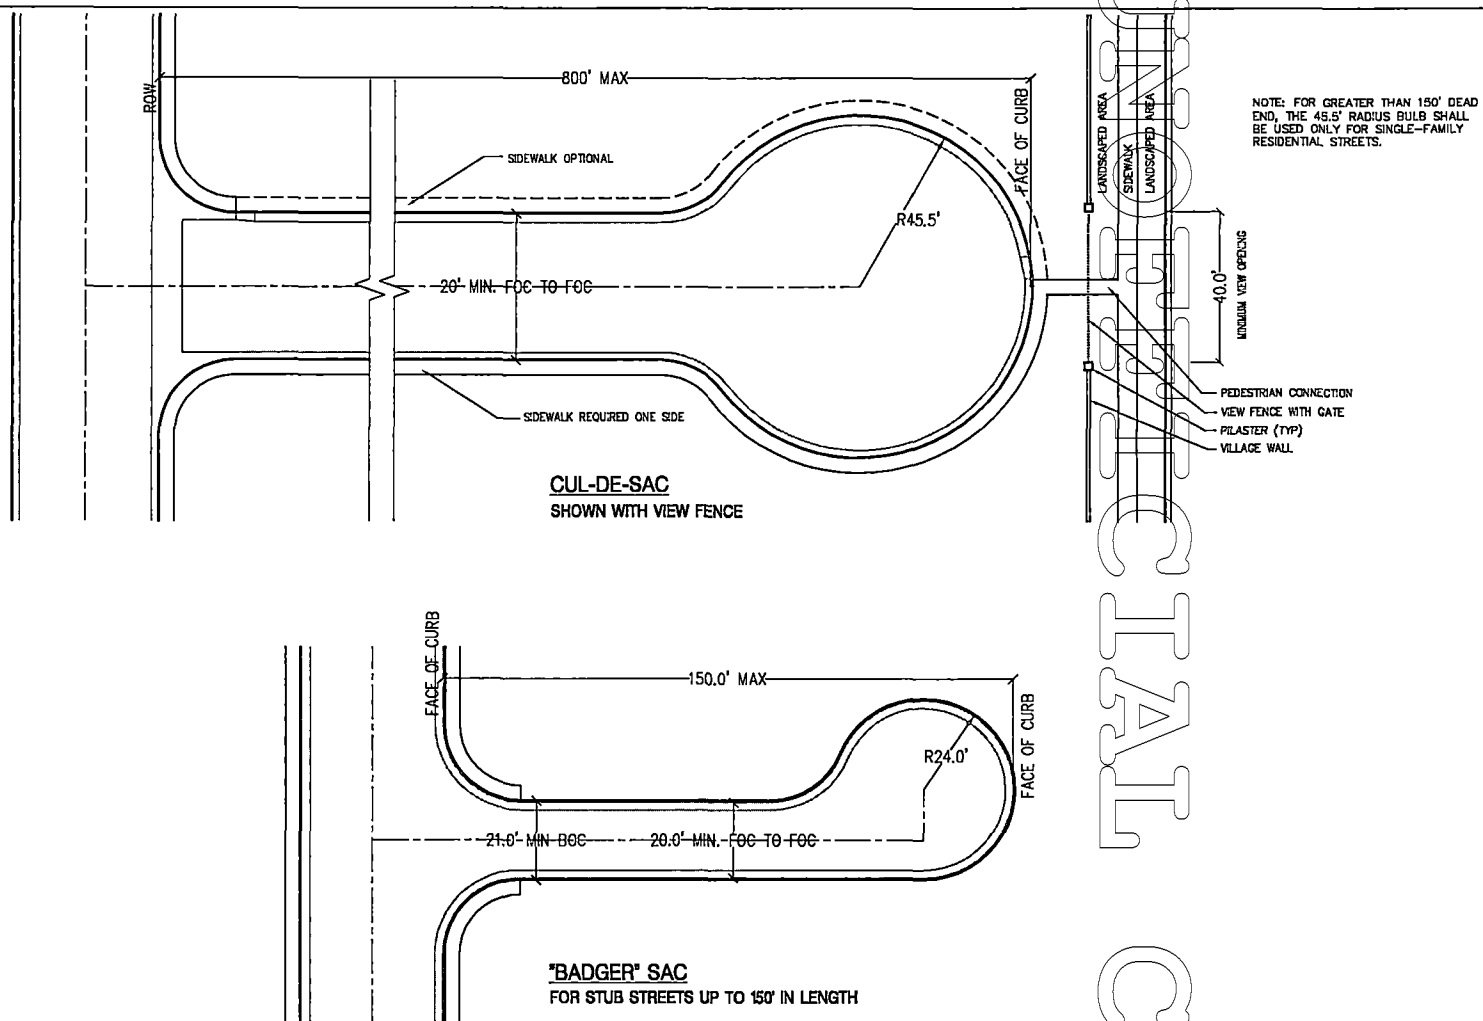 800' MAX
ROW
SIDEWALK OPTIONAL
FACE OF CURB
LANDSCAPED AREA
SIDEWALK
LANDSCAPED AREA
NOTE: FOR GREATER THAN 150' DEAD
END, THE 45.5' RADIUS BULB SHALL
BE USED ONLY FOR SINGLE-FAMILY
RESIDENTIAL STREETS.
R45.5'
20' MIN. FOC TO FOC
40.0'
MINIMUM VIEW OPENING
SIDEWALK REQUIRED ONE SIDE
PEDESTRIAN CONNECTION
VIEW FENCE WITH GATE
PILASTER (TYP)
VILLAGE WALL
CUL-DE-SAC
SHOWN WITH VIEW FENCE
FACE OF CURB
150.0' MAX
R24.0'
FACE OF CURB
21.0' MIN BOC
20.0' MIN. FOC TO FOC
"BADGER" SAC
FOR STUB STREETS UP TO 150' IN LENGTH